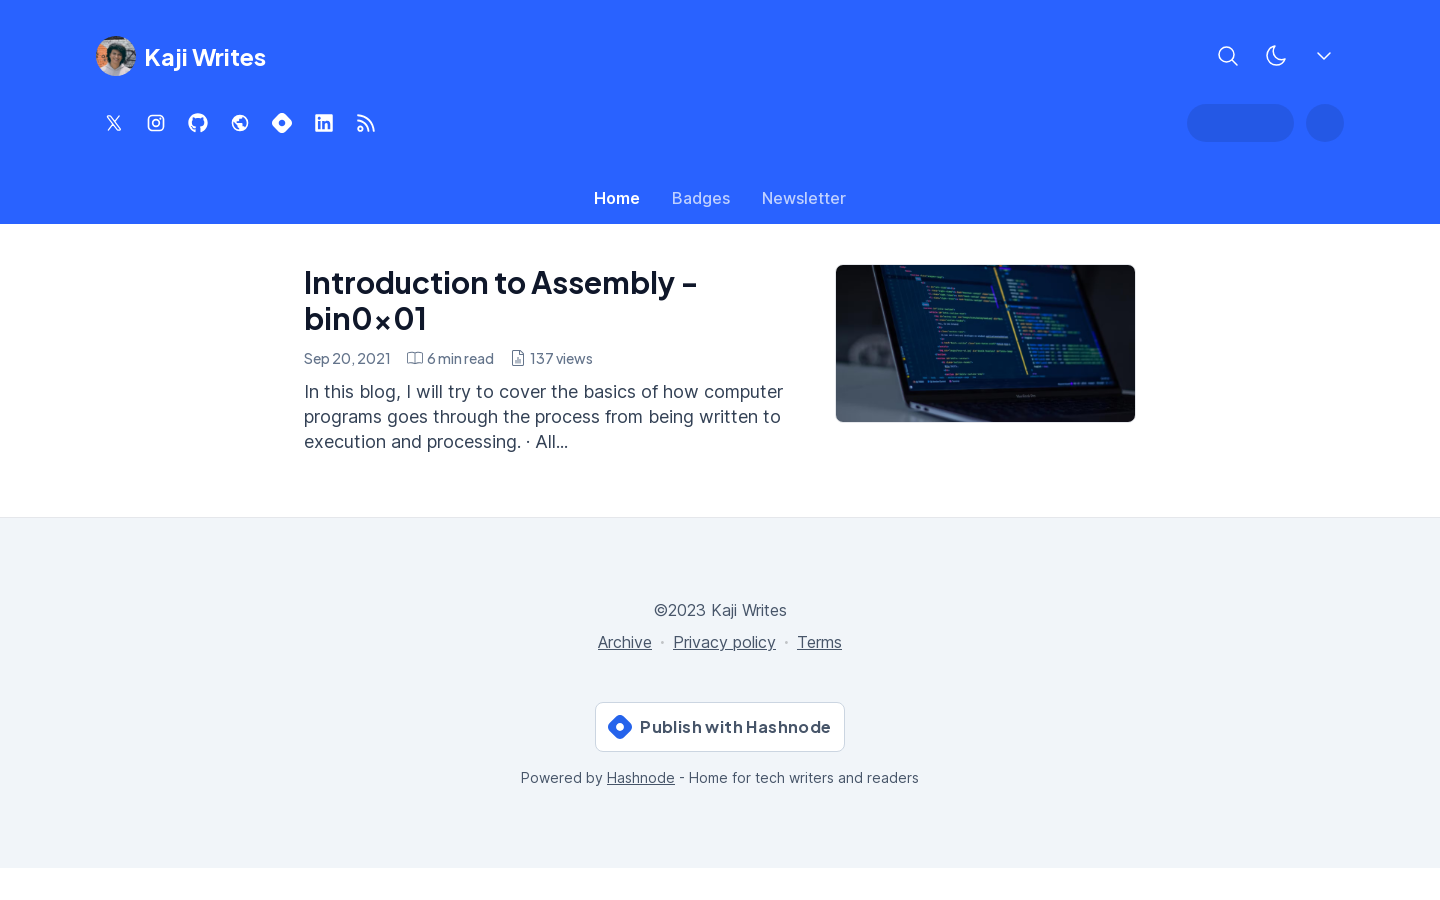 Kaji Writes
Home
Badges
Newsletter
Introduction to Assembly -
bin0x01
Sep 20, 2021
6 min read
137 views
In this blog, I will try to cover the basics of how computer
programs goes through the process from being written to
execution and processing. · All...
©2023 Kaji Writes
Archive · Privacy policy · Terms
Publish with Hashnode
Powered by Hashnode - Home for tech writers and readers